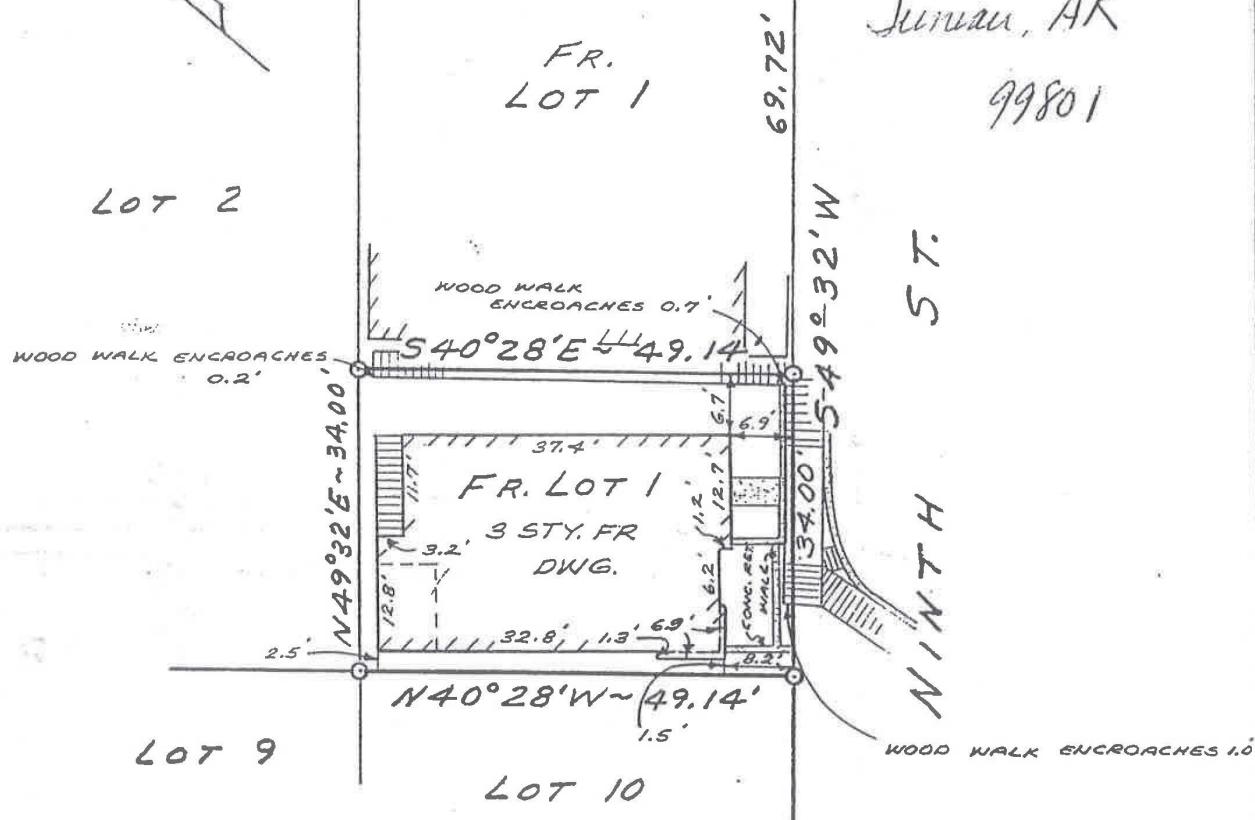 Juneau, AK
99801
FR.
LOT 1
69.72'
LOT 2
S 49°-32' W
NINTH ST.
WOOD WALK
ENCROACHES 0.7'
S 40°28'E ~ 49.14'
WOOD WALK ENCROACHES
0.2'
N49°32'E ~ 34.00'
6.7'
6.9'
37.4'
11.7'
FR. LOT 1
3 STY. FR
DWG.
1.2'
12.7'
34.00'
3.2'
12.8'
6.2'
CONC. RET.
WALL
32.8'
1.3'
6.9'
2.5'
8.2'
N40°28'W ~ 49.14'
1.5'
WOOD WALK ENCROACHES 1.0'
LOT 9
LOT 10